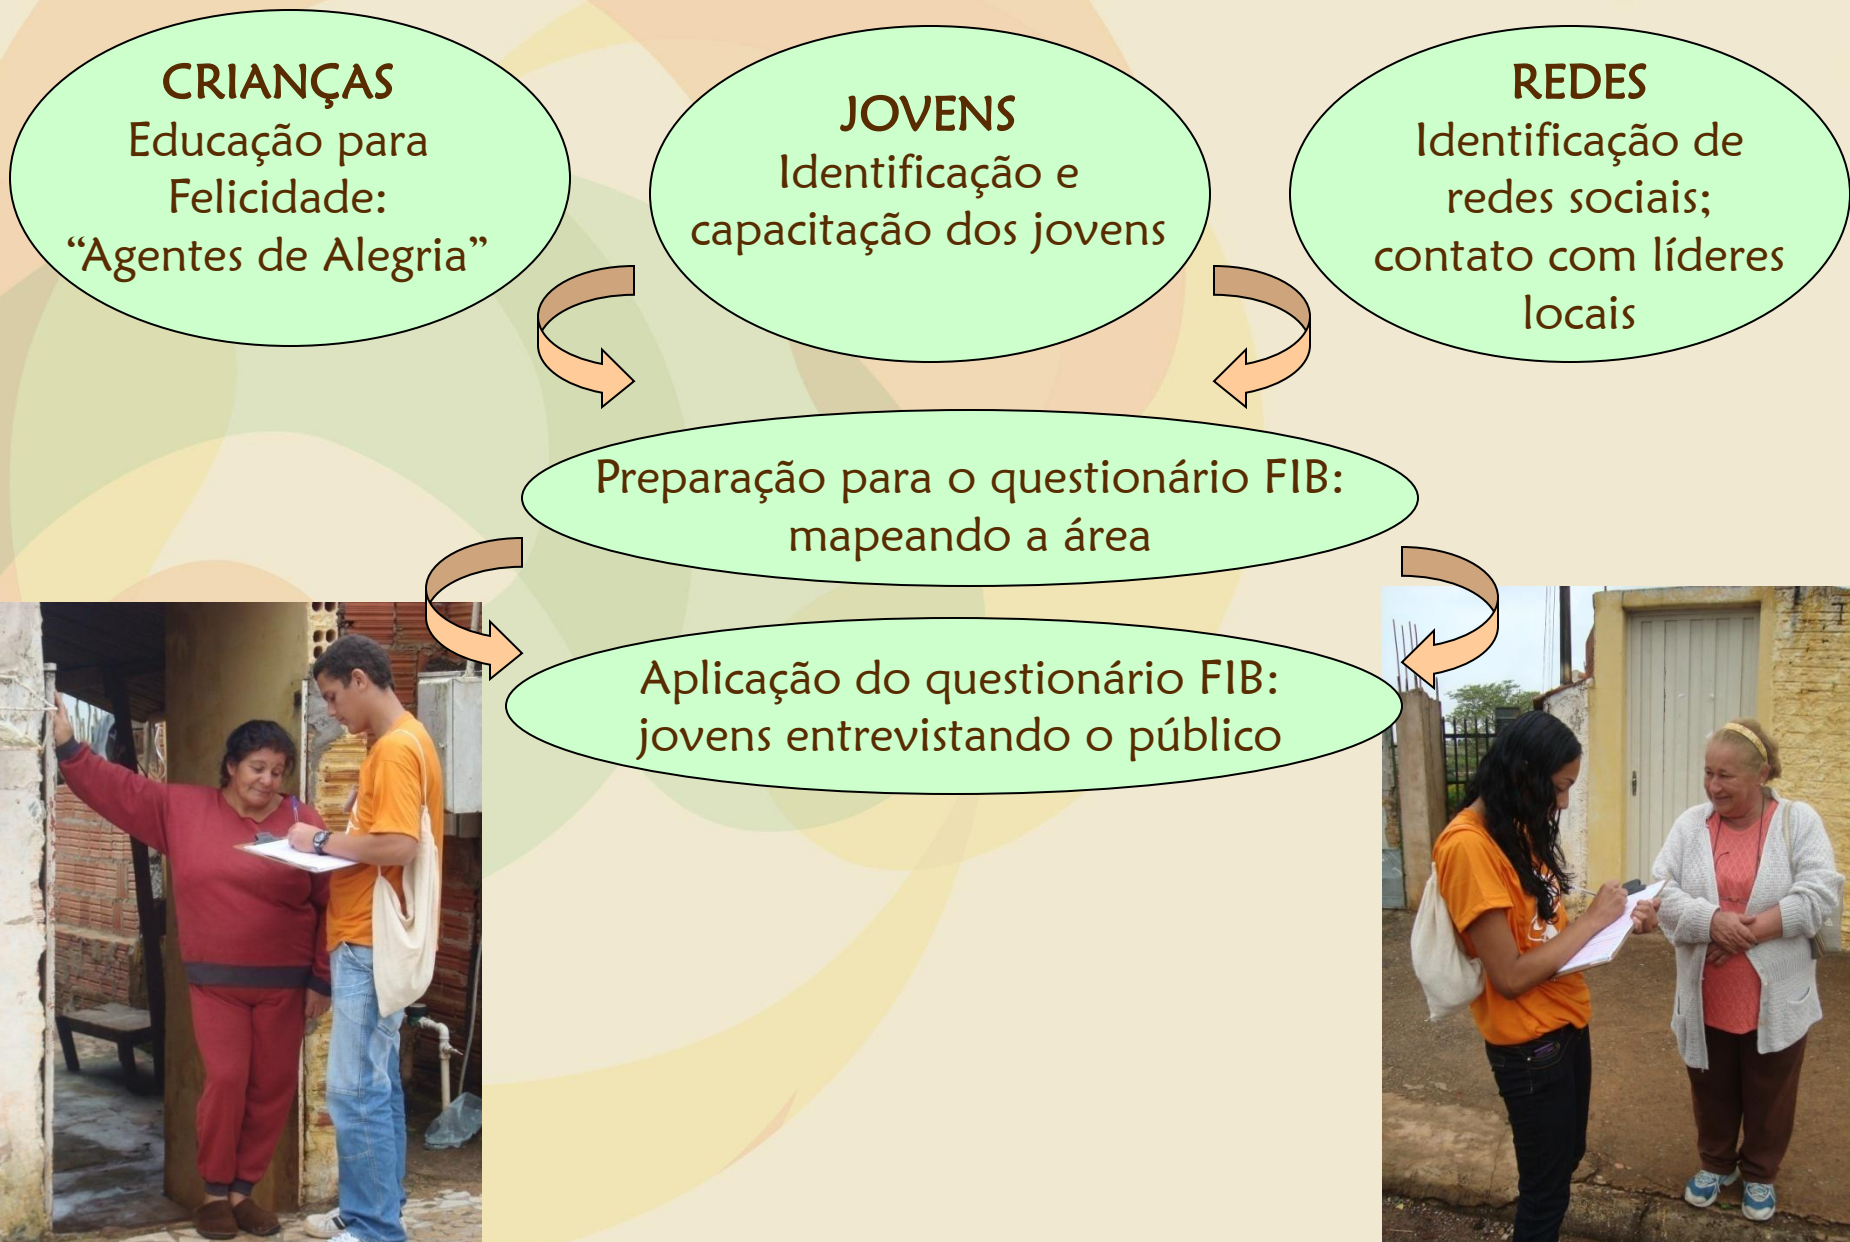 CRIANÇAS
Educação para
Felicidade:
“Agentes de Alegria”
JOVENS
Identificação e
capacitação dos jovens
REDES
Identificação de
redes sociais;
contato com líderes
locais
Preparação para o questionário FIB:
mapeando a área
Aplicação do questionário FIB:
jovens entrevistando o público